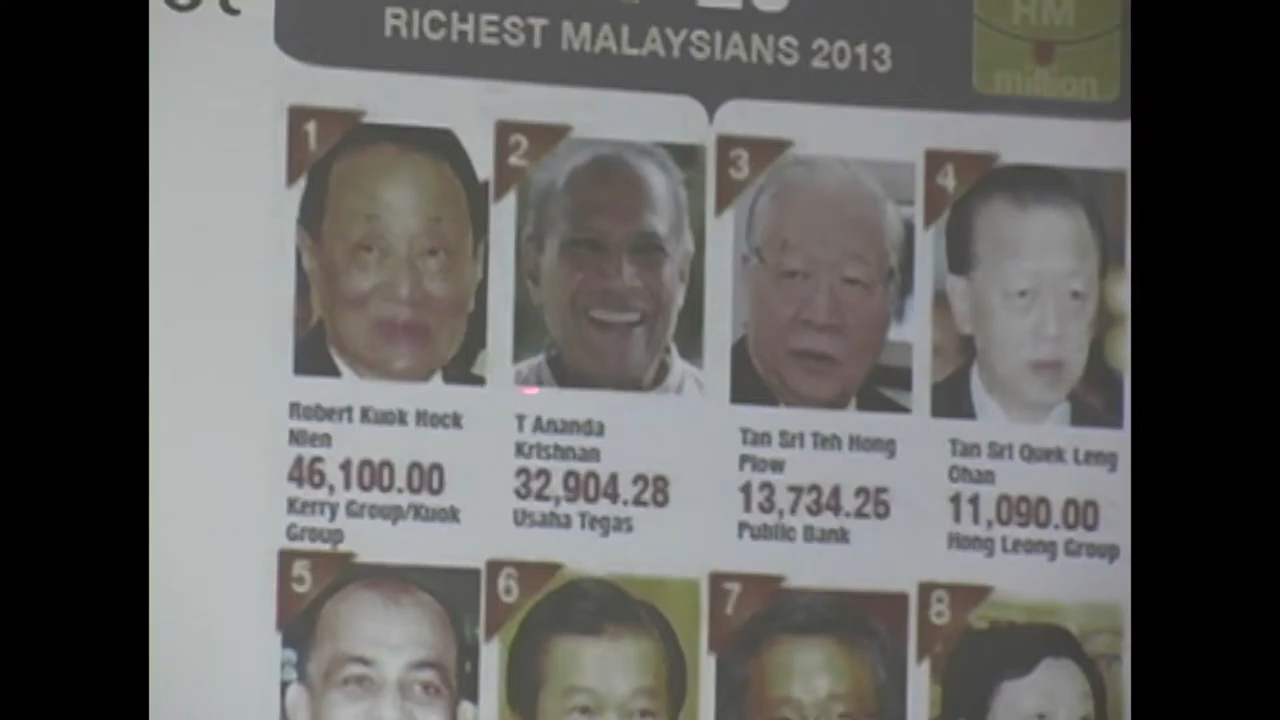 RICHEST MALAYSIANS 2013
RM
million
1
2
3
4
Robert Kuok Hock
Nien
46,100.00
Kerry Group/Kuok
Group
T Ananda
Krishnan
32,904.28
Usaha Tegas
Tan Sri Teh Hong
Piow
13,734.25
Public Bank
Tan Sri Quek Leng
Chan
11,090.00
Hong Leong Group
5
6
7
8